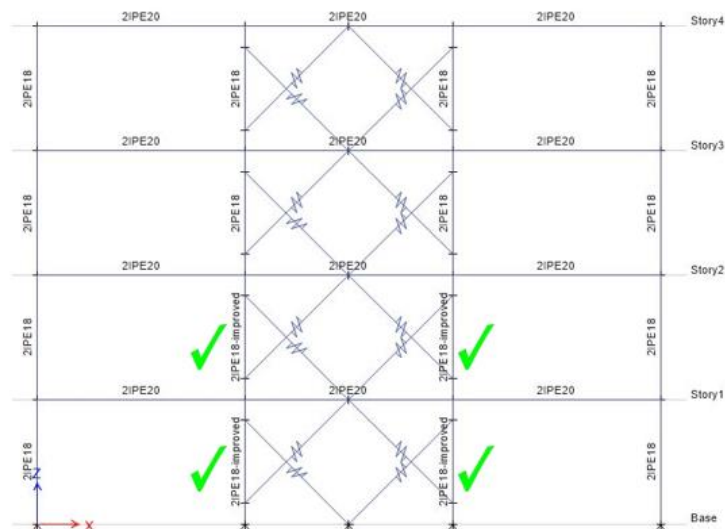 2IPE20 2IPE20 2IPE20 Story4
2IPE18 2IPE18 2IPE18 2IPE18
2IPE20 2IPE20 2IPE20 Story3
2IPE18 2IPE18 2IPE18 2IPE18
2IPE20 2IPE20 2IPE20 Story2
2IPE18 2IPE18-improved 2IPE18-improved 2IPE18
2IPE20 2IPE20 2IPE20 Story1
2IPE18 2IPE18-improved 2IPE18-improved 2IPE18
Z
X Base